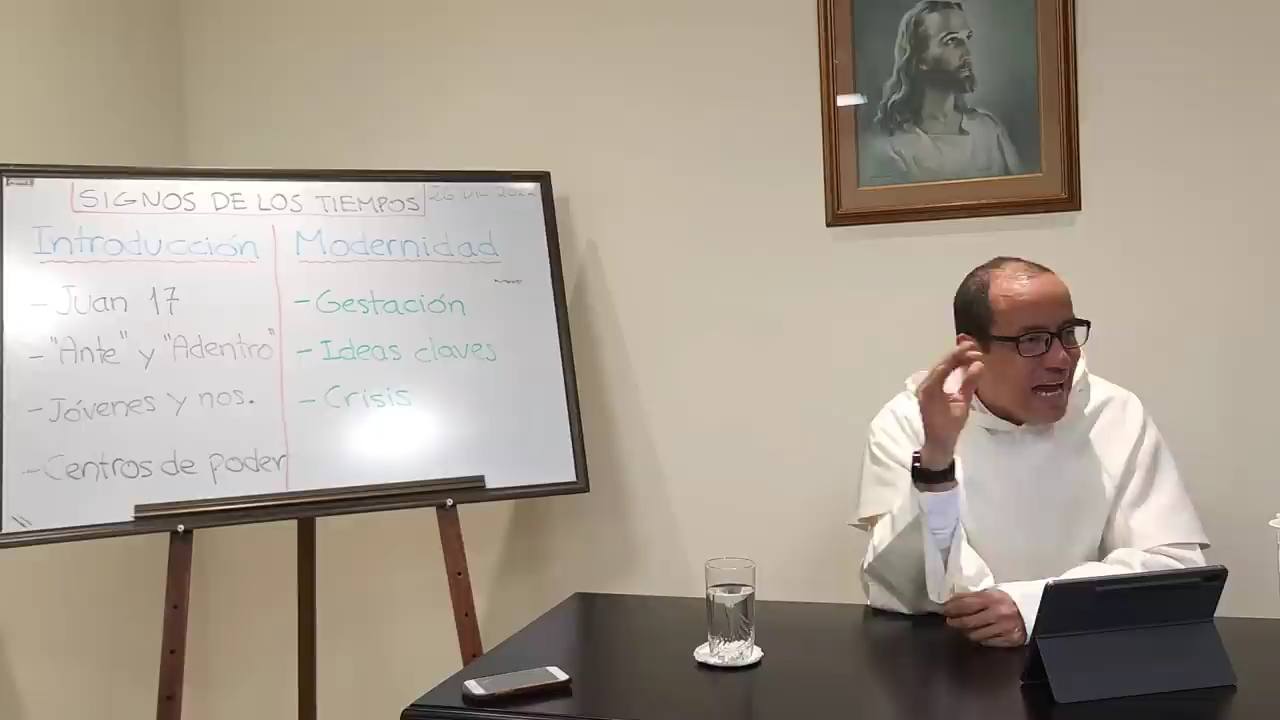 SIGNOS DE LOS TIEMPOS
Introducción
- Juan 17
- "Ante" y "Adentro"
- Jóvenes y nos.
- Centros de poder
Modernidad
- Gestación
- Ideas claves
- Crisis